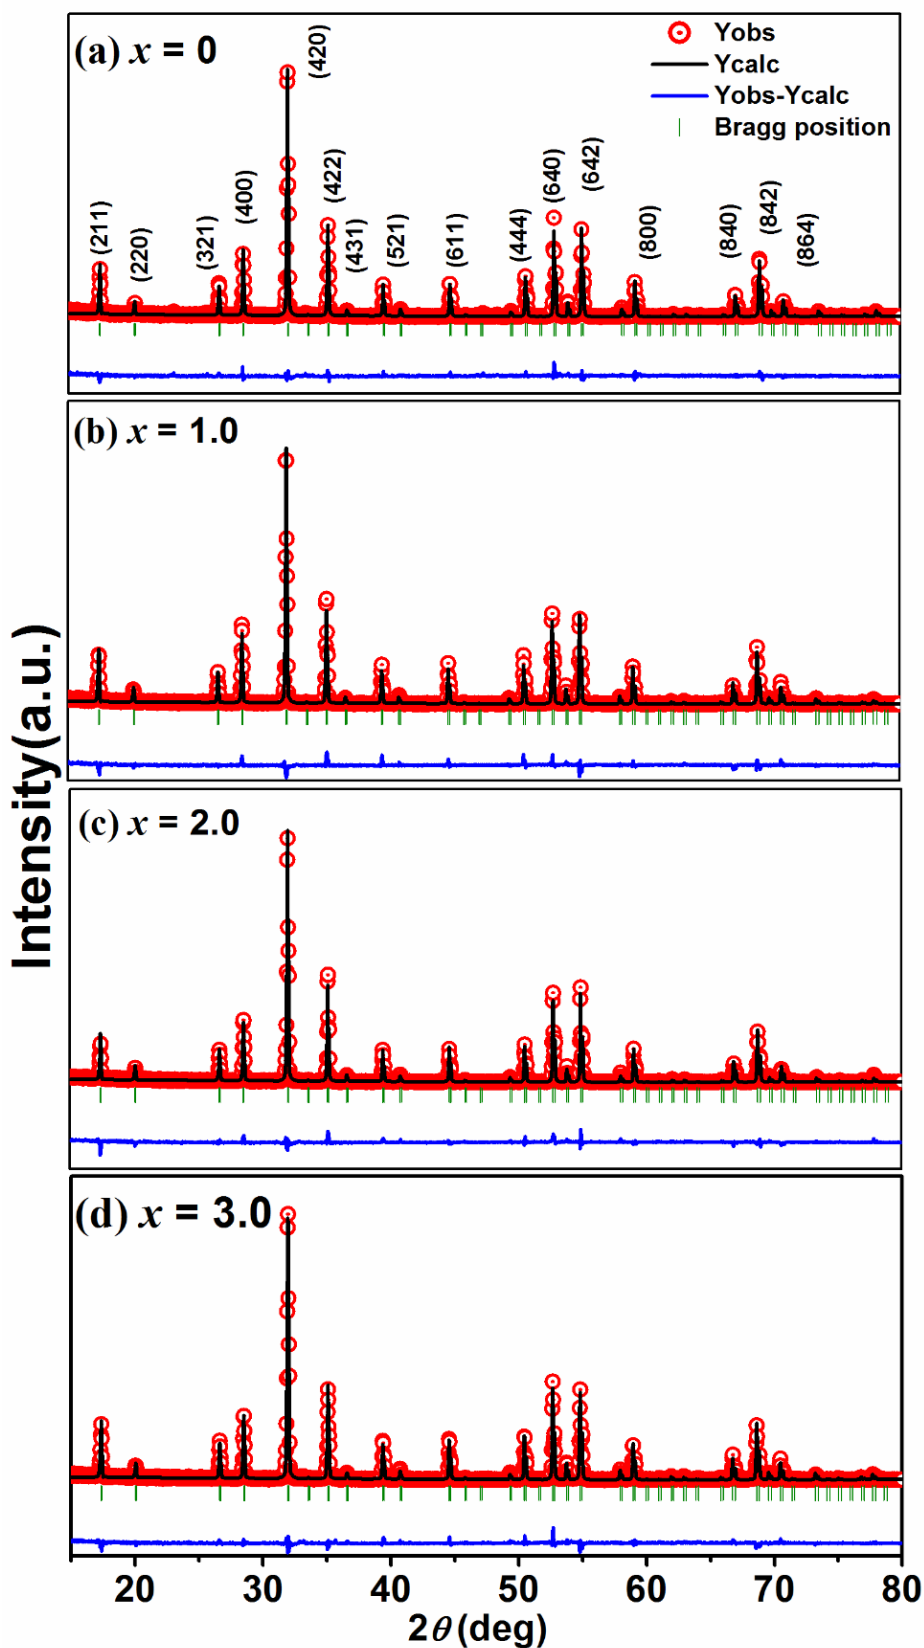 (a) x = 0
Yobs
Ycalc
Yobs-Ycalc
Bragg position
(211)
(220)
(321)
(400)
(420)
(422)
(431)
(521)
(611)
(444)
(640)
(642)
(800)
(840)
(842)
(864)
(b) x = 1.0
(c) x = 2.0
(d) x = 3.0
Intensity(a.u.)
20 30 40 50 60 70 80
2θ (deg)